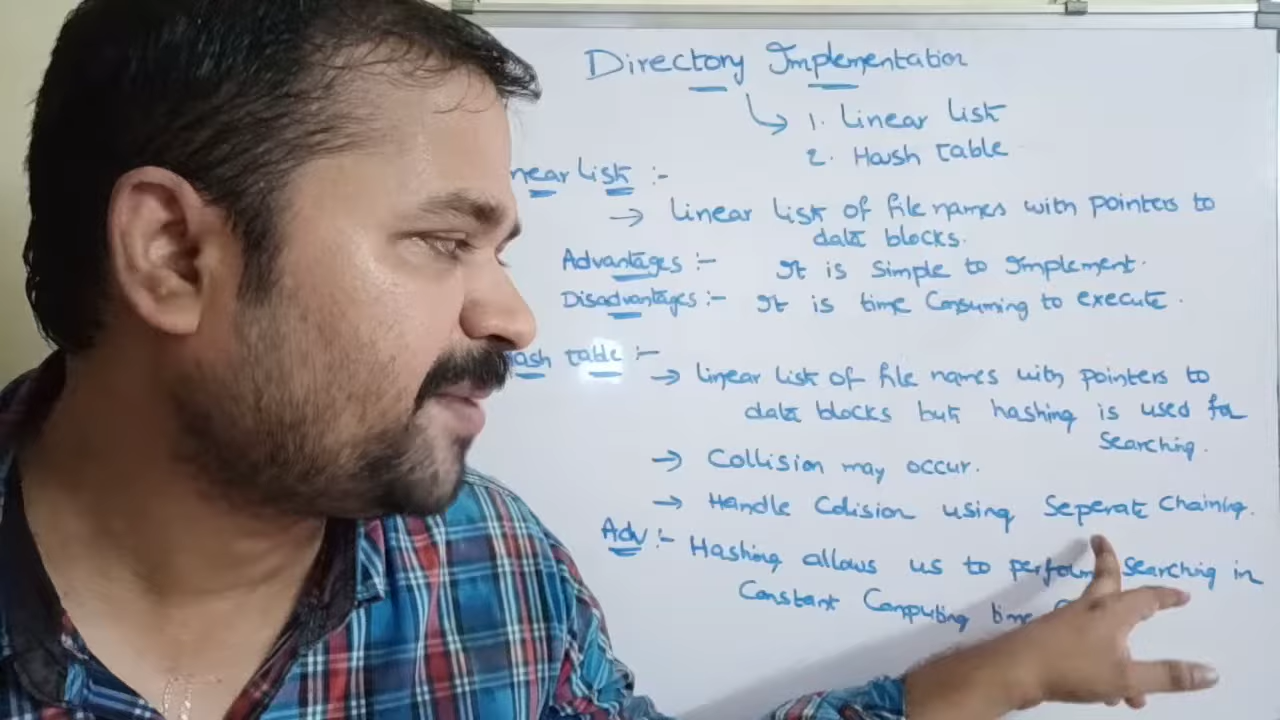 Directory Implementation
1. Linear list
2. Hash table
near list :-
→ Linear list of file names with pointers to
data blocks.
Advantages :- It is simple to implement.
Disadvantages :- It is time Consuming to execute.
ash table :-
→ linear list of file names with pointers to
data blocks but hashing is used for
searching.
→ Collision may occur.
→ Handle Colision using Seperate Chaining.
Adv :- Hashing allows us to perform searching in
Constant Computing time